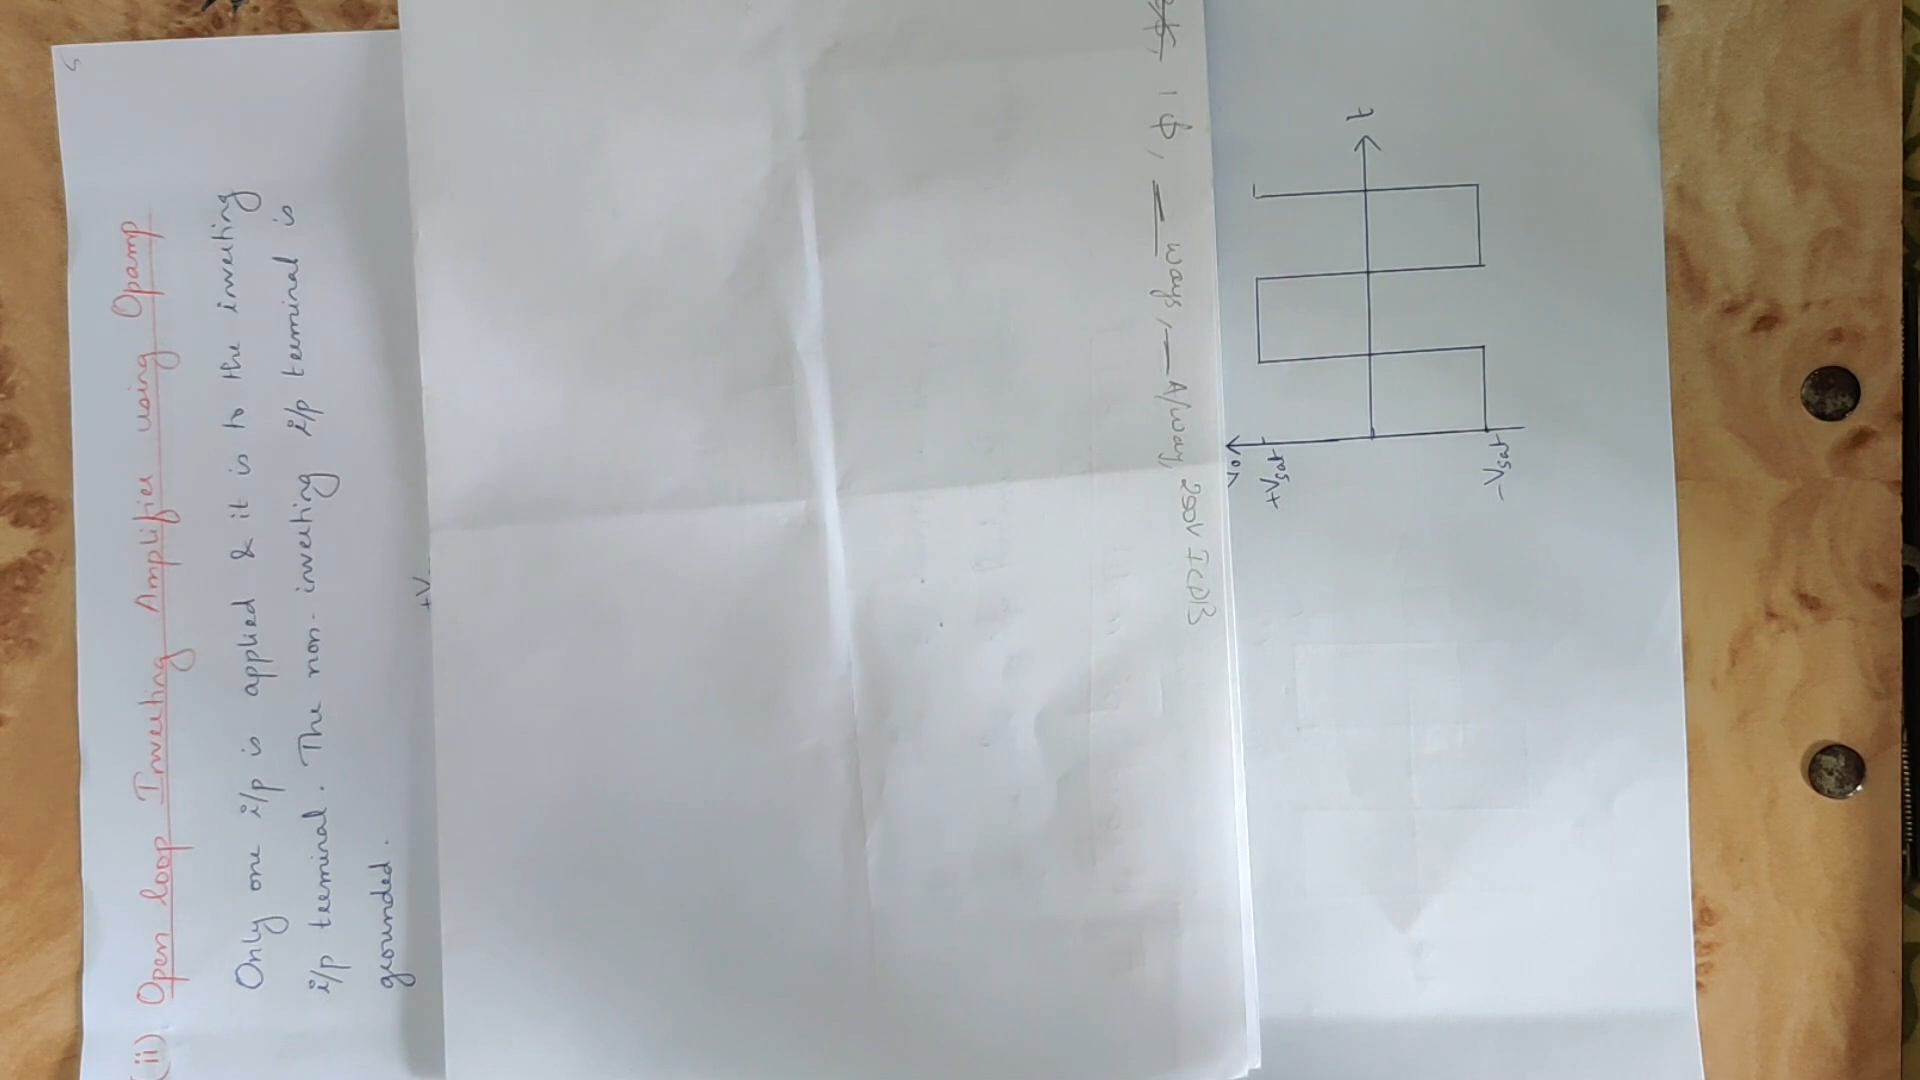 5
(ii) Open loop Inverting Amplifier using Opamp
Only one i/p is applied & it is to the inverting
i/p terminal. The non-inverting i/p terminal is
grounded.
+V
1ϕ, — ways, — A/way, 250V ICDB
Vo
+Vsat
-Vsat
t